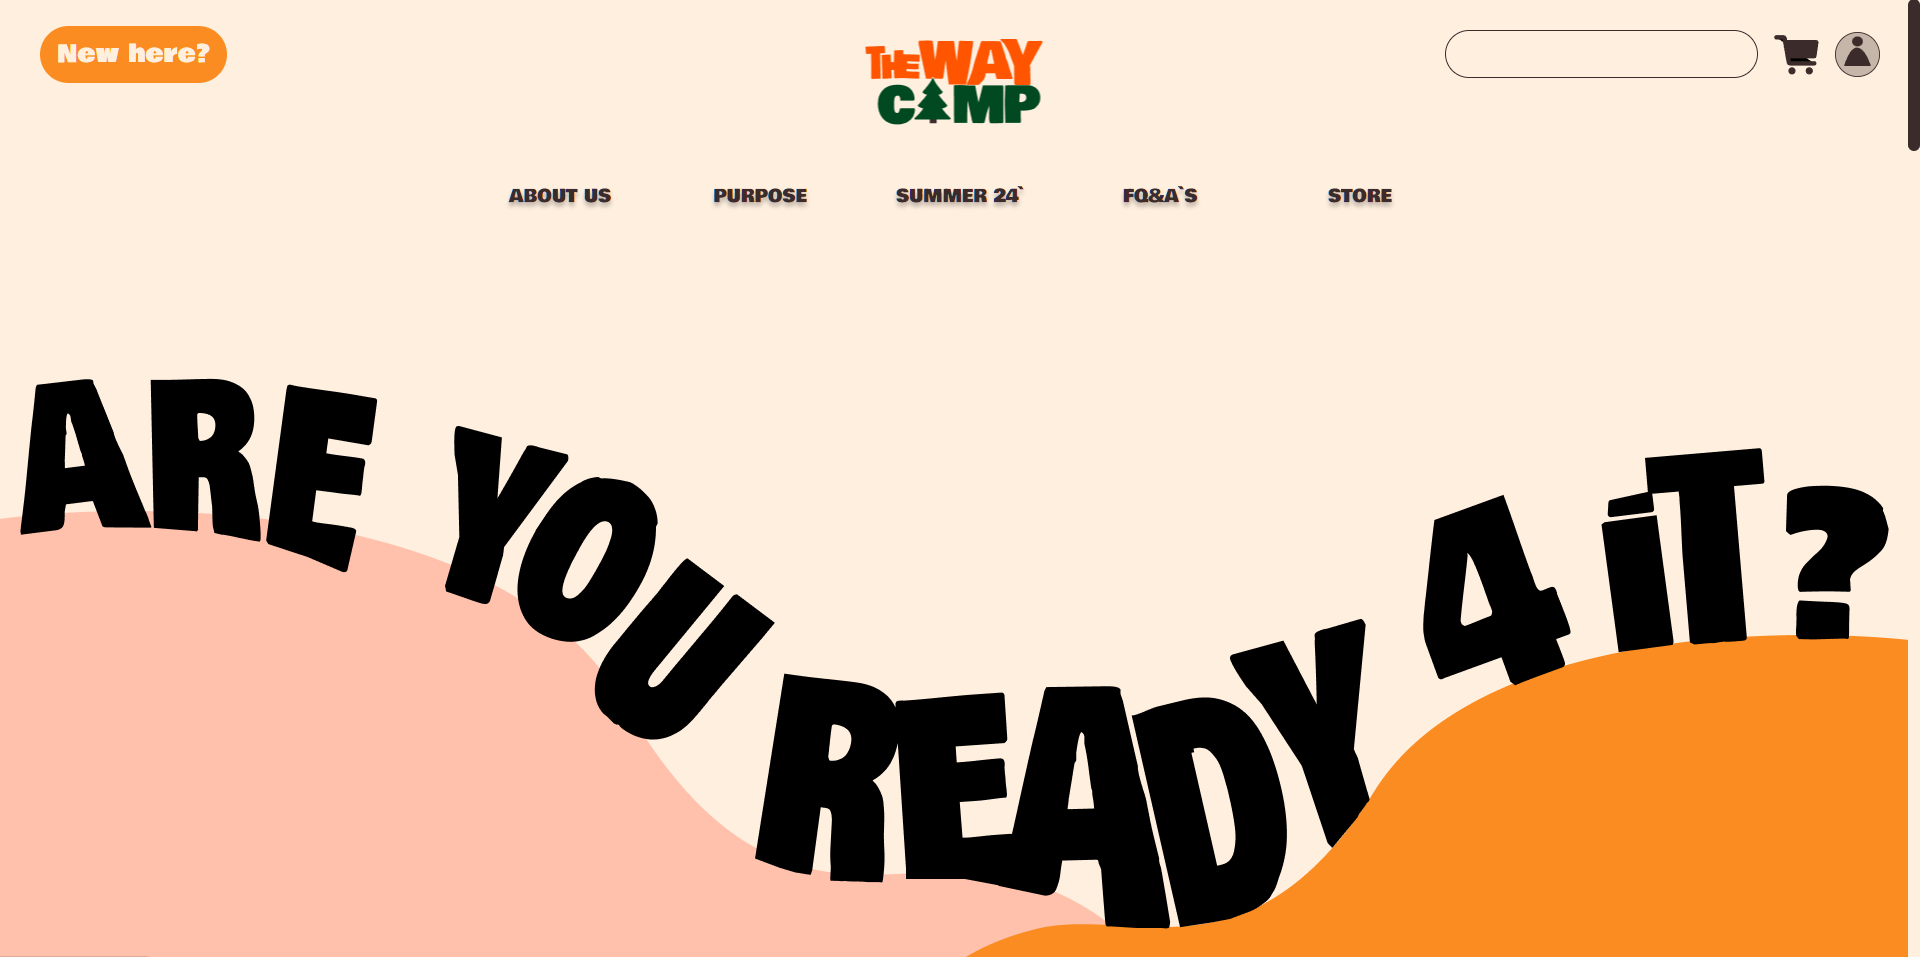 New here?
THE WAY
CAMP
ABOUT US
PURPOSE
SUMMER 24`
FQ&A`S
STORE
ARE YOU READY 4 iT?